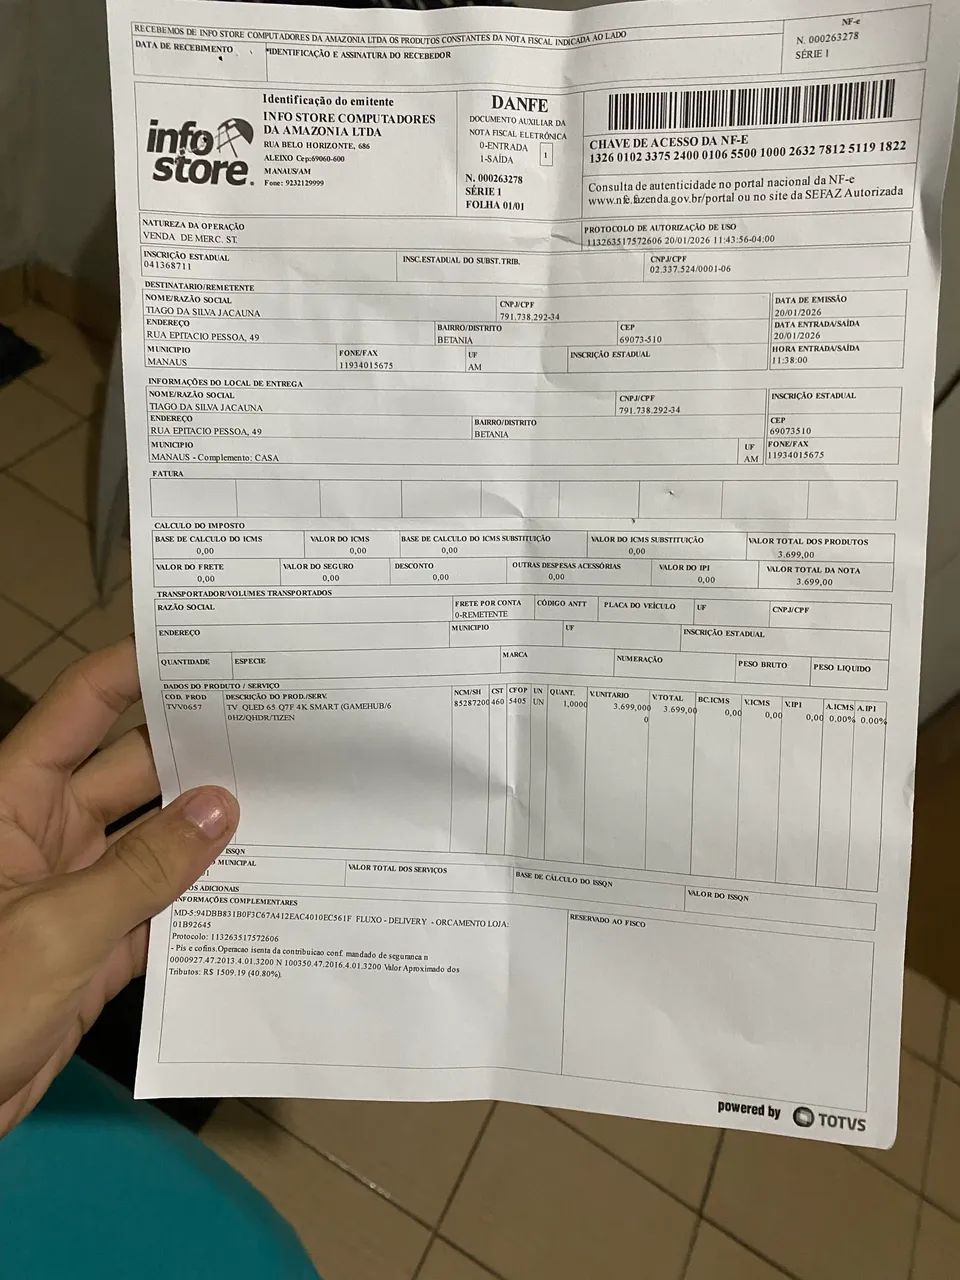 RECEBEMOS DE INFO STORE COMPUTADORES DA AMAZONIA LTDA OS PRODUTOS CONSTANTES DA NOTA FISCAL INDICADA AO LADO
NF-e
N. 000263278
SÉRIE 1
DATA DE RECEBIMENTO
IDENTIFICAÇÃO E ASSINATURA DO RECEBEDOR
info store.
Identificação do emitente
INFO STORE COMPUTADORES
DA AMAZONIA LTDA
RUA BELO HORIZONTE, 686
ALEIXO Cep:69060-600
MANAUS/AM
Fone: 9232129999
DANFE
DOCUMENTO AUXILIAR DA
NOTA FISCAL ELETRÔNICA
0-ENTRADA
1-SAÍDA
1
N. 000263278
SÉRIE 1
FOLHA 01/01
CHAVE DE ACESSO DA NF-E
1326 0102 3375 2400 0106 5500 1000 2632 7812 5119 1822
Consulta de autenticidade no portal nacional da NF-e
www.nfe.fazenda.gov.br/portal ou no site da SEFAZ Autorizada
NATUREZA DA OPERAÇÃO
VENDA DE MERC. ST.
PROTOCOLO DE AUTORIZAÇÃO DE USO
113263517572606 20/01/2026 11:43:56-04:00
INSCRIÇÃO ESTADUAL
041368711
INSC.ESTADUAL DO SUBST.TRIB.
CNPJ/CPF
02.337.524/0001-06
DESTINATARIO/REMETENTE
NOME/RAZÃO SOCIAL
TIAGO DA SILVA JACAUNA
CNPJ/CPF
791.738.292-34
DATA DE EMISSÃO
20/01/2026
ENDEREÇO
RUA EPITACIO PESSOA, 49
BAIRRO/DISTRITO
BETANIA
CEP
69073-510
DATA ENTRADA/SAÍDA
20/01/2026
MUNICIPIO
MANAUS
FONE/FAX
11934015675
UF
AM
INSCRIÇÃO ESTADUAL
HORA ENTRADA/SAÍDA
11:38:00
INFORMAÇÕES DO LOCAL DE ENTREGA
NOME/RAZÃO SOCIAL
TIAGO DA SILVA JACAUNA
CNPJ/CPF
791.738.292-34
INSCRIÇÃO ESTADUAL
ENDEREÇO
RUA EPITACIO PESSOA, 49
BAIRRO/DISTRITO
BETANIA
CEP
69073510
MUNICIPIO
MANAUS - Complemento: CASA
UF
AM
FONE/FAX
11934015675
FATURA
CALCULO DO IMPOSTO
BASE DE CALCULO DO ICMS
0,00
VALOR DO ICMS
0,00
BASE DE CALCULO DO ICMS SUBSTITUIÇÃO
0,00
VALOR DO ICMS SUBSTITUIÇÃO
0,00
VALOR TOTAL DOS PRODUTOS
3.699,00
VALOR DO FRETE
0,00
VALOR DO SEGURO
0,00
DESCONTO
0,00
OUTRAS DESPESAS ACESSÓRIAS
0,00
VALOR DO IPI
0,00
VALOR TOTAL DA NOTA
3.699,00
TRANSPORTADOR/VOLUMES TRANSPORTADOS
RAZÃO SOCIAL
FRETE POR CONTA
0-REMETENTE
CÓDIGO ANTT
PLACA DO VEÍCULO
UF
CNPJ/CPF
ENDEREÇO
MUNICIPIO
UF
INSCRIÇÃO ESTADUAL
QUANTIDADE
ESPECIE
MARCA
NUMERAÇÃO
PESO BRUTO
PESO LIQUIDO
DADOS DO PRODUTO / SERVIÇO
COD. PROD DESCRIÇÃO DO PROD./SERV. NCM/SH CST CFOP UN QUANT. V.UNITARIO V.TOTAL BC.ICMS V.ICMS V.IPI A.ICMS A.IPI
TVV0657 TV QLED 65 Q7F 4K SMART (GAMEHUB/6 85287200 460 5405 UN 1,0000 3.699,000 3.699,00 0,00 0,00 0,00 0.00% 0.00%
0HZ/QHDR/TIZEN 0
ISSQN
MUNICIPAL
VALOR TOTAL DOS SERVIÇOS
BASE DE CÁLCULO DO ISSQN
VALOR DO ISSQN
OS ADICIONAIS
INFORMAÇÕES COMPLEMENTARES
MD-5:94DBB831B0F3C67A412EAC4010EC561F FLUXO - DELIVERY - ORCAMENTO LOJA:
01B92645
Protocolo: 113263517572606
- Pis e cofins.Operacao isenta da contribuicao conf. mandado de seguranca n
0000927.47.2013.4.01.3200 N 100350.47.2016.4.01.3200 Valor Aproximado dos
Tributos: R$ 1509.19 (40.80%).
RESERVADO AO FISCO
powered by TOTVS